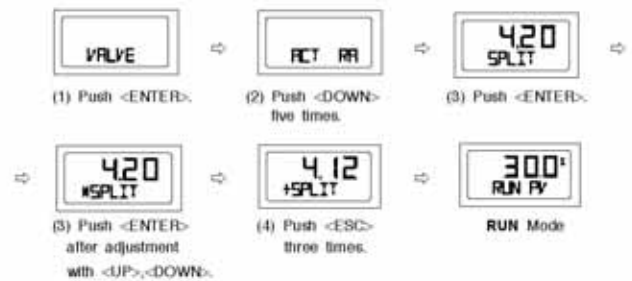 VALVE
ACT RA
4.20
SPLIT
(1) Push <ENTER>.
(2) Push <DOWN>
five times.
(3) Push <ENTER>.
4.20
*SPLIT
4.12
+SPLIT
30.0%
RUN PV
(3) Push <ENTER>
after adjustment
with <UP>,<DOWN>.
(4) Push <ESC>
three times.
RUN Mode